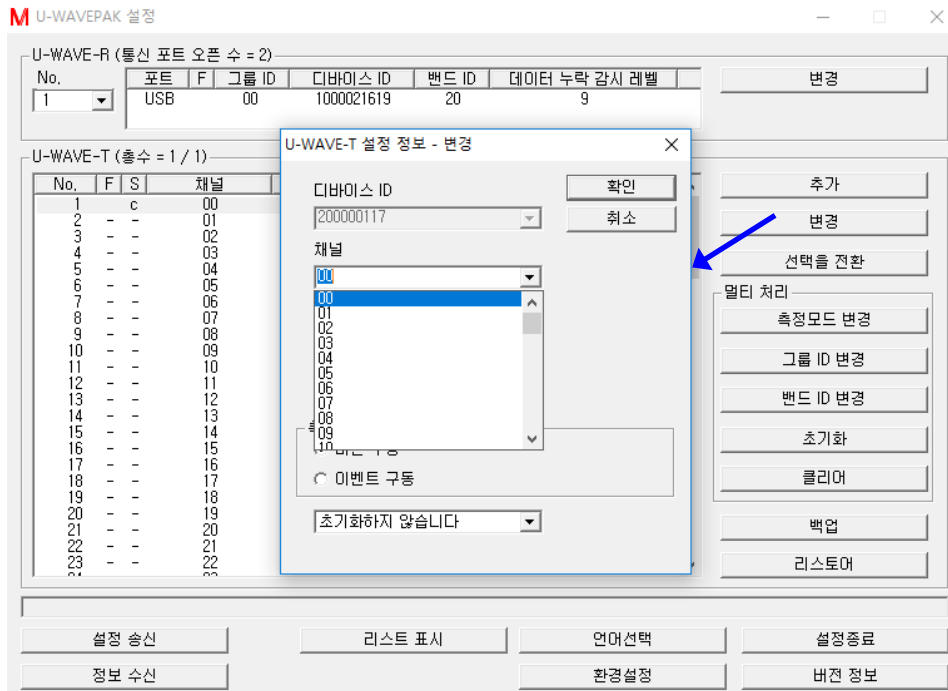 M U-WAVEPAK 설정
U-WAVE-R (통신 포트 오픈 수 = 2)
No. 포트 F 그룹 ID 디바이스 ID 밴드 ID 데이터 누락 감시 레벨 변경
1 USB 00 1000021619 20 9
U-WAVE-T (총수 = 1 / 1)
No. F S 채널
1 c 00
2 - - 01
3 - - 02
4 - - 03
5 - - 04
6 - - 05
7 - - 06
8 - - 07
9 - - 08
10 - - 09
11 - - 10
12 - - 11
13 - - 12
14 - - 13
15 - - 14
16 - - 15
17 - - 16
18 - - 17
19 - - 18
20 - - 19
21 - - 20
22 - - 21
23 - - 22
U-WAVE-T 설정 정보 - 변경
디바이스 ID
200000117
확인
취소
채널
00
00
01
02
03
04
05
06
07
08
09
10
이벤트 구동
초기화하지 않습니다
추가
변경
선택을 전환
멀티 처리
측정모드 변경
그룹 ID 변경
밴드 ID 변경
초기화
클리어
백업
리스토어
설정 송신 리스트 표시 언어선택 설정종료
정보 수신 환경설정 버전 정보